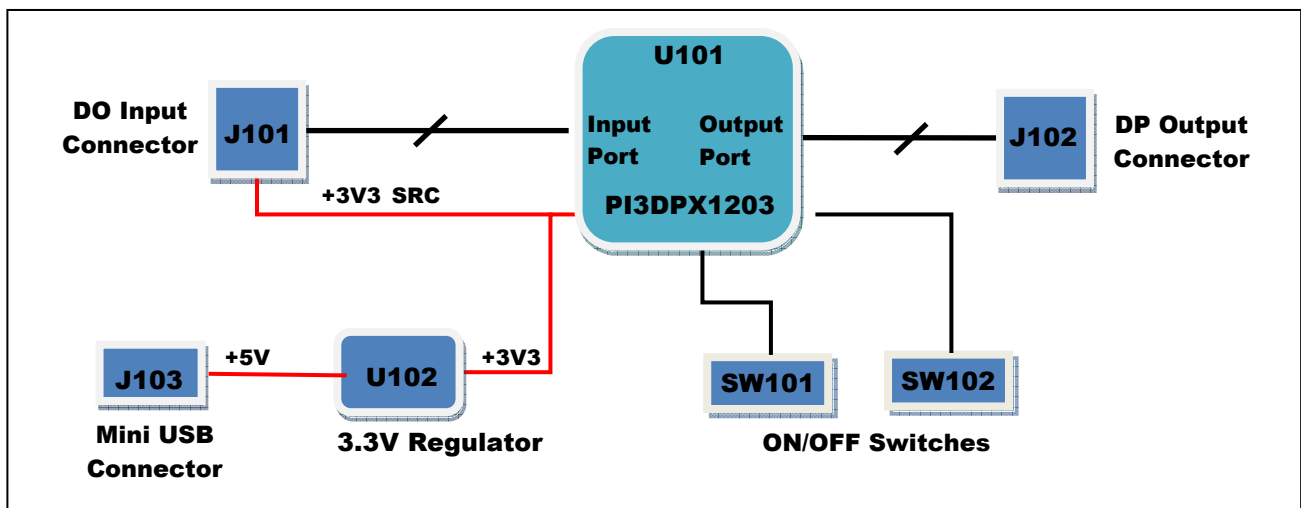 U101
DO Input
Connector
J101
Input
Port
Output
Port
PI3DPX1203
J102
DP Output
Connector
+3V3 SRC
J103
+5V
U102
+3V3
Mini USB
Connector
3.3V Regulator
SW101
SW102
ON/OFF Switches